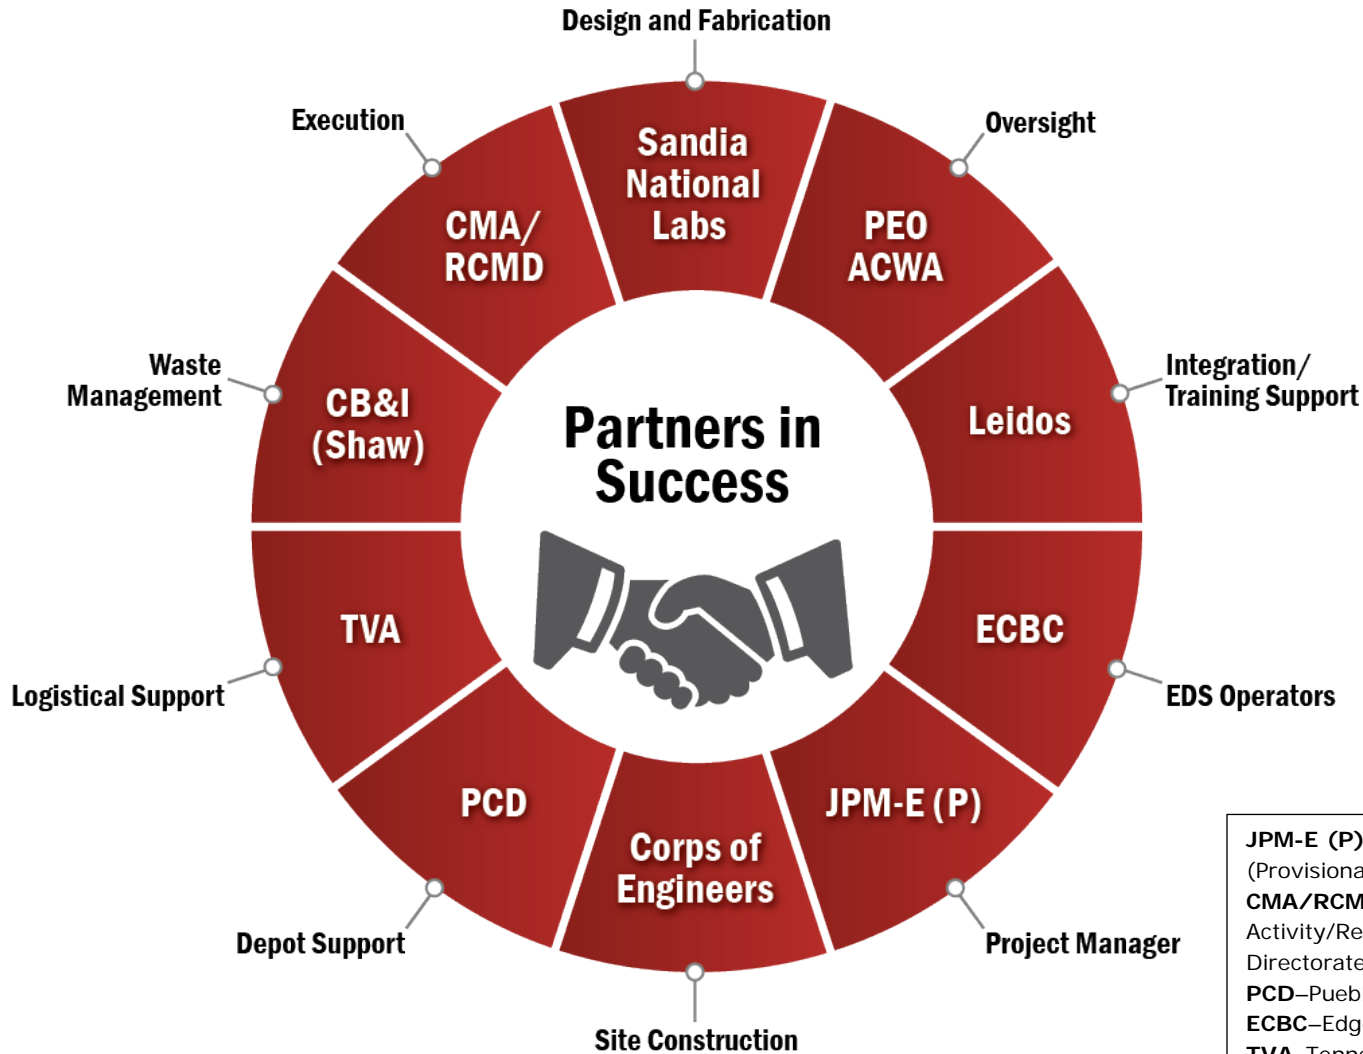 Design and Fabrication
Execution
Oversight
Sandia
National
Labs
CMA/
RCMD
PEO
ACWA
Waste
Management
Integration/
Training Support
CB&I
(Shaw)
Leidos
Partners in
Success
TVA
ECBC
Logistical Support
EDS Operators
PCD
JPM-E (P)
Corps of
Engineers
Depot Support
Project Manager
Site Construction
JPM-E (P)
(Provisiona
CMA/RCM
Activity/Re
Directorate
PCD–Pueb
ECBC–Edg
TVA–Tenn